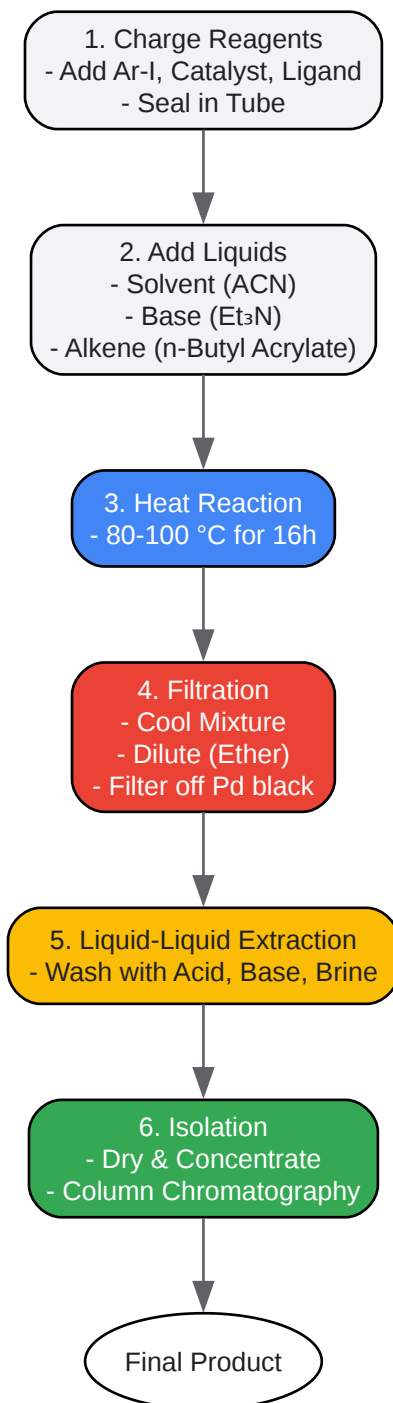 1. Charge Reagents
- Add Ar-I, Catalyst, Ligand
- Seal in Tube
2. Add Liquids
- Solvent (ACN)
- Base (Et₃N)
- Alkene (n-Butyl Acrylate)
3. Heat Reaction
- 80-100 °C for 16h
4. Filtration
- Cool Mixture
- Dilute (Ether)
- Filter off Pd black
5. Liquid-Liquid Extraction
- Wash with Acid, Base, Brine
6. Isolation
- Dry & Concentrate
- Column Chromatography
Final Product